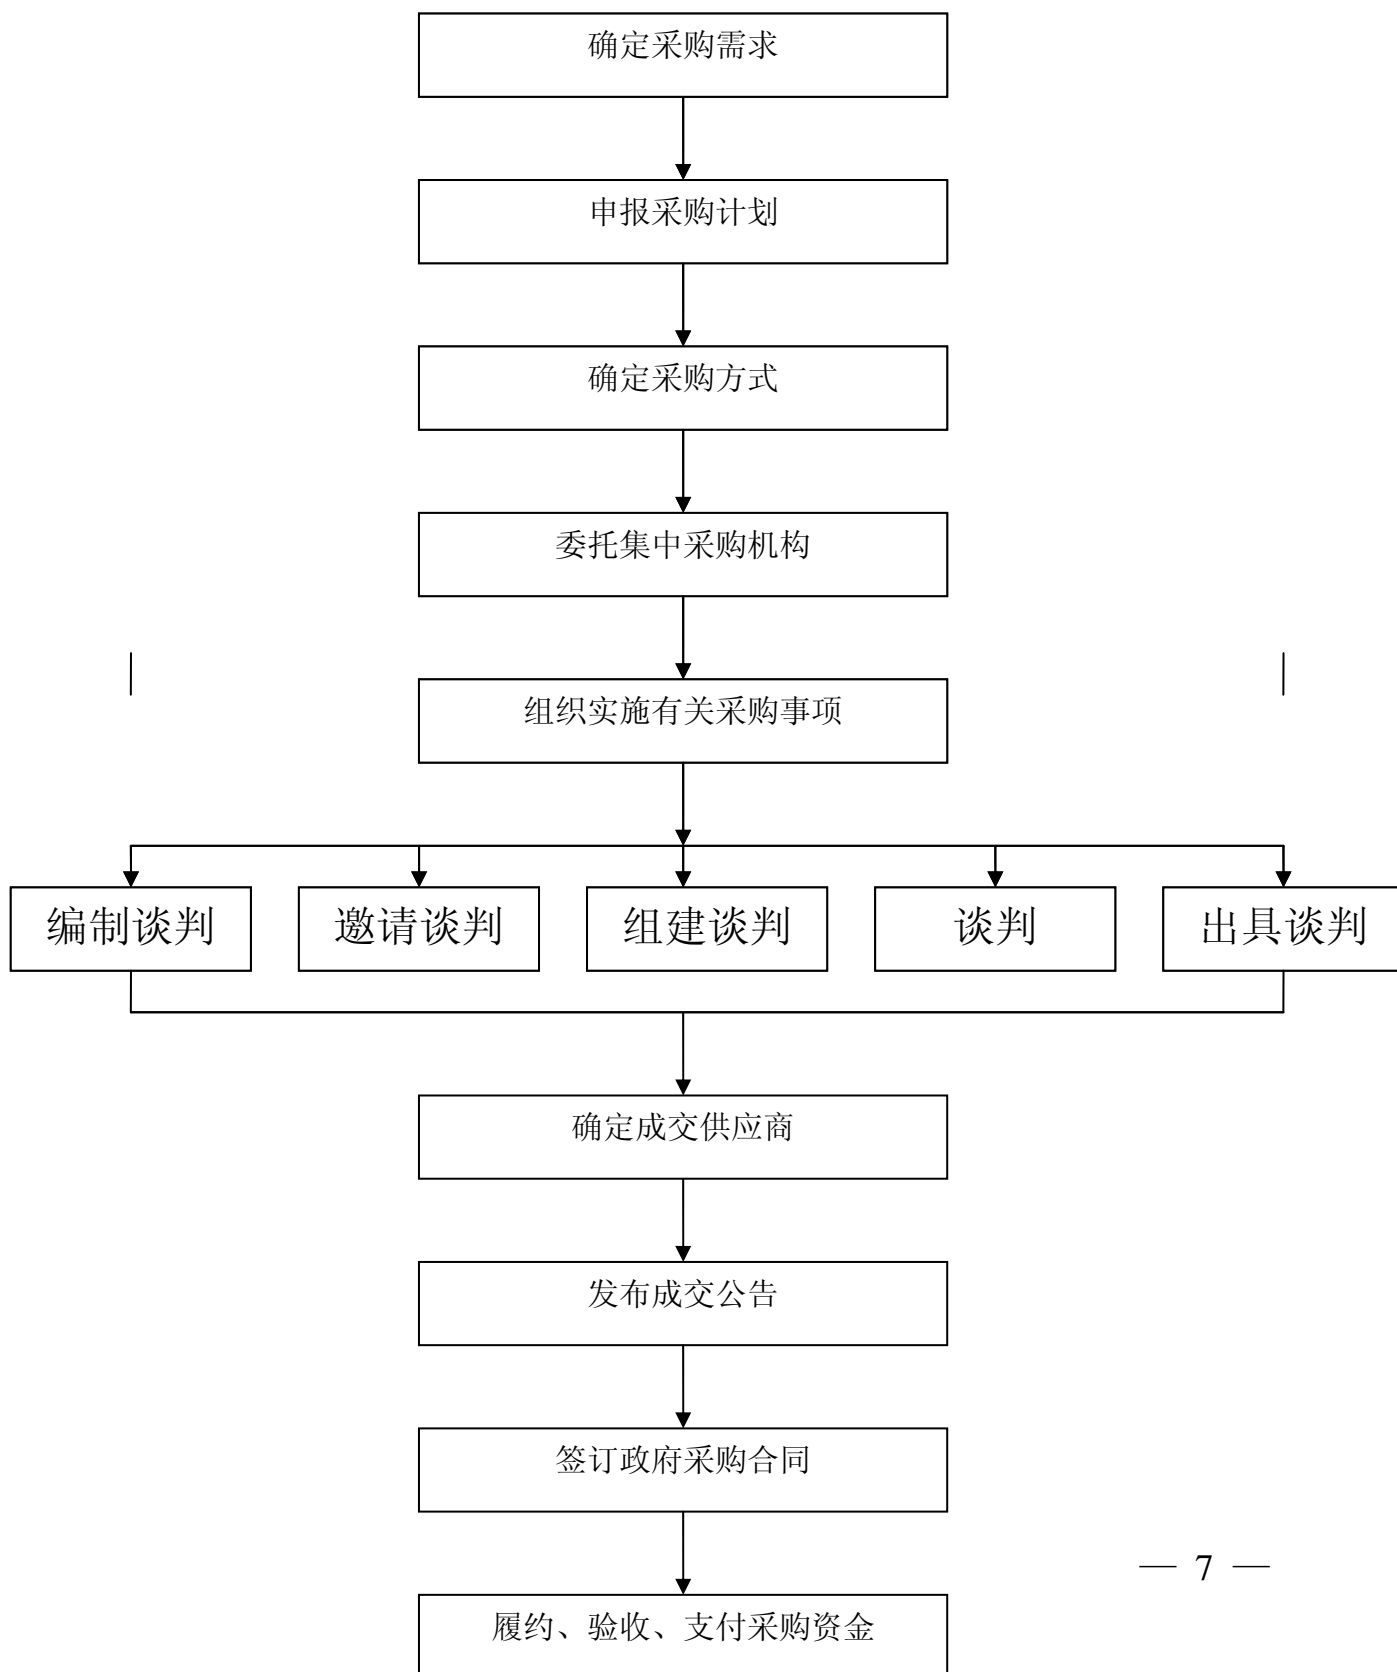 确定采购需求
申报采购计划
确定采购方式
委托集中采购机构
组织实施有关采购事项
编制谈判
邀请谈判
组建谈判
谈判
出具谈判
确定成交供应商
发布成交公告
签订政府采购合同
— 7 —
履约、验收、支付采购资金